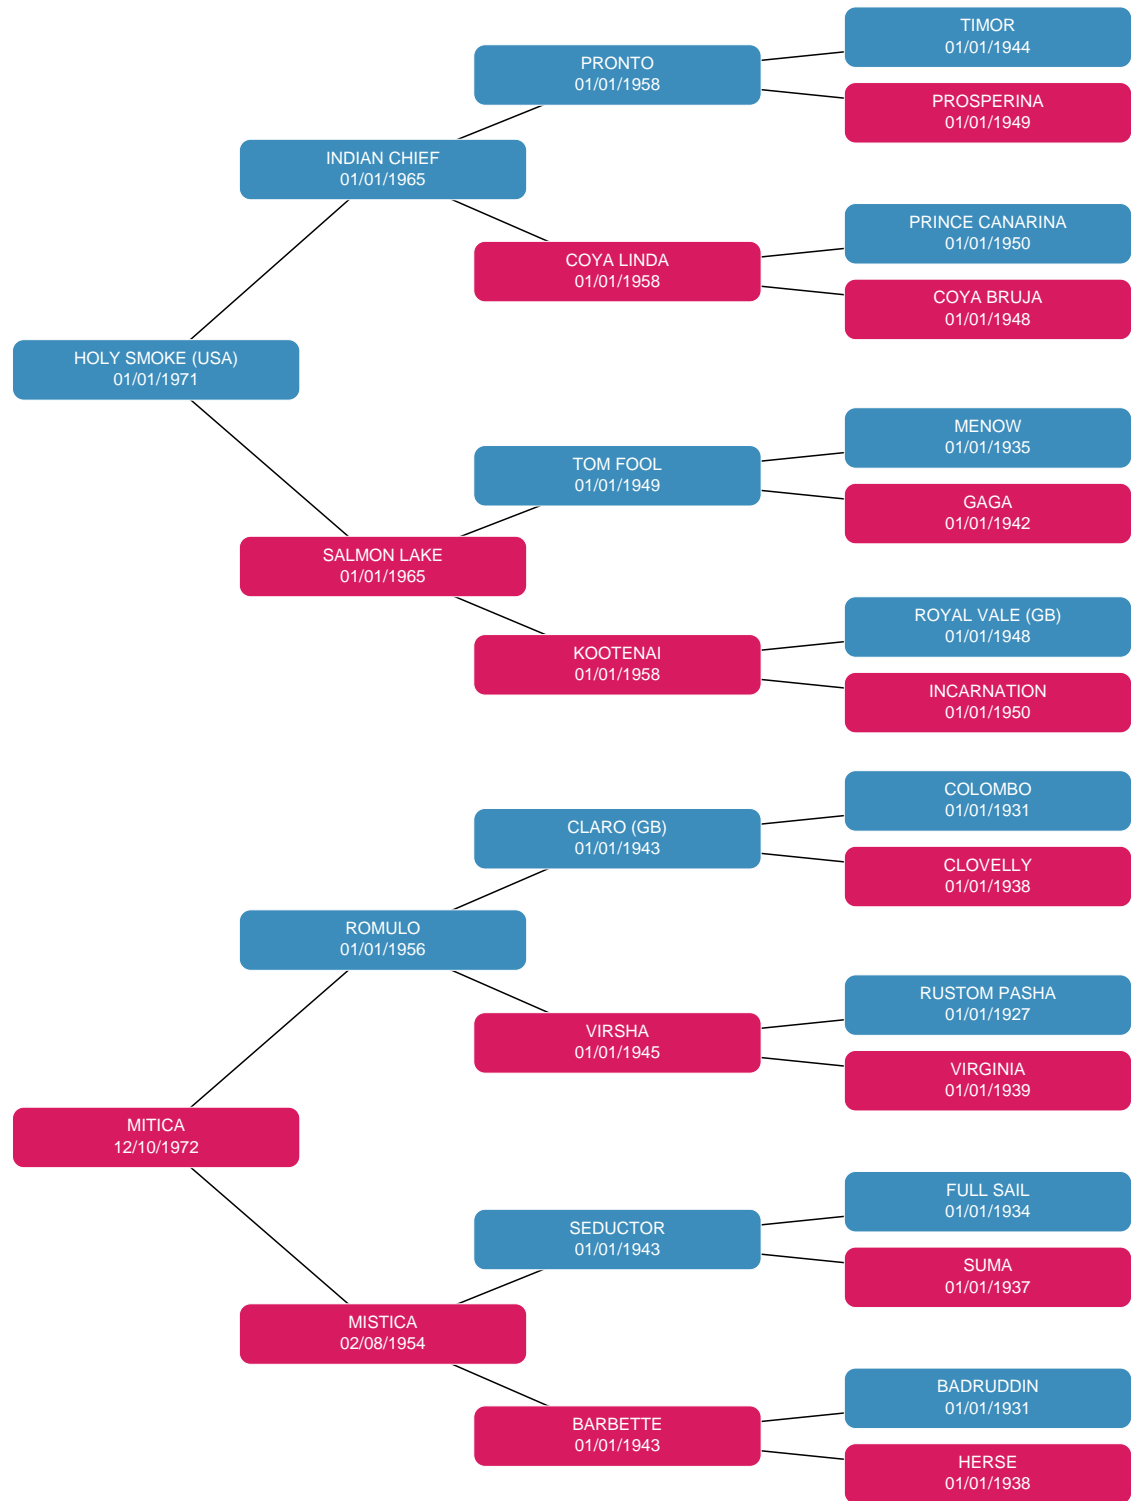 TIMOR
01/01/1944
PRONTO
01/01/1958
PROSPERINA
01/01/1949
INDIAN CHIEF
01/01/1965
PRINCE CANARINA
01/01/1950
COYA LINDA
01/01/1958
COYA BRUJA
01/01/1948
HOLY SMOKE (USA)
01/01/1971
MENOW
01/01/1935
TOM FOOL
01/01/1949
GAGA
01/01/1942
SALMON LAKE
01/01/1965
ROYAL VALE (GB)
01/01/1948
KOOTENAI
01/01/1958
INCARNATION
01/01/1950
COLOMBO
01/01/1931
CLARO (GB)
01/01/1943
CLOVELLY
01/01/1938
ROMULO
01/01/1956
RUSTOM PASHA
01/01/1927
VIRSHA
01/01/1945
VIRGINIA
01/01/1939
MITICA
12/10/1972
FULL SAIL
01/01/1934
SEDUCTOR
01/01/1943
SUMA
01/01/1937
MISTICA
02/08/1954
BADRUDDIN
01/01/1931
BARBETTE
01/01/1943
HERSE
01/01/1938